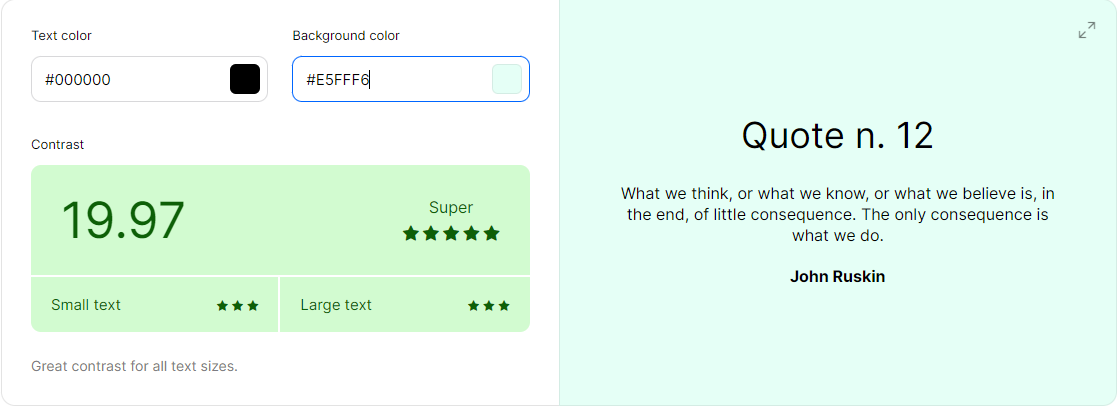 Text color
Background color
#000000
#E5FFF6
Contrast
19.97
Super
Small text
Large text
Great contrast for all text sizes.
Quote n. 12
What we think, or what we know, or what we believe is, in
the end, of little consequence. The only consequence is
what we do.
John Ruskin